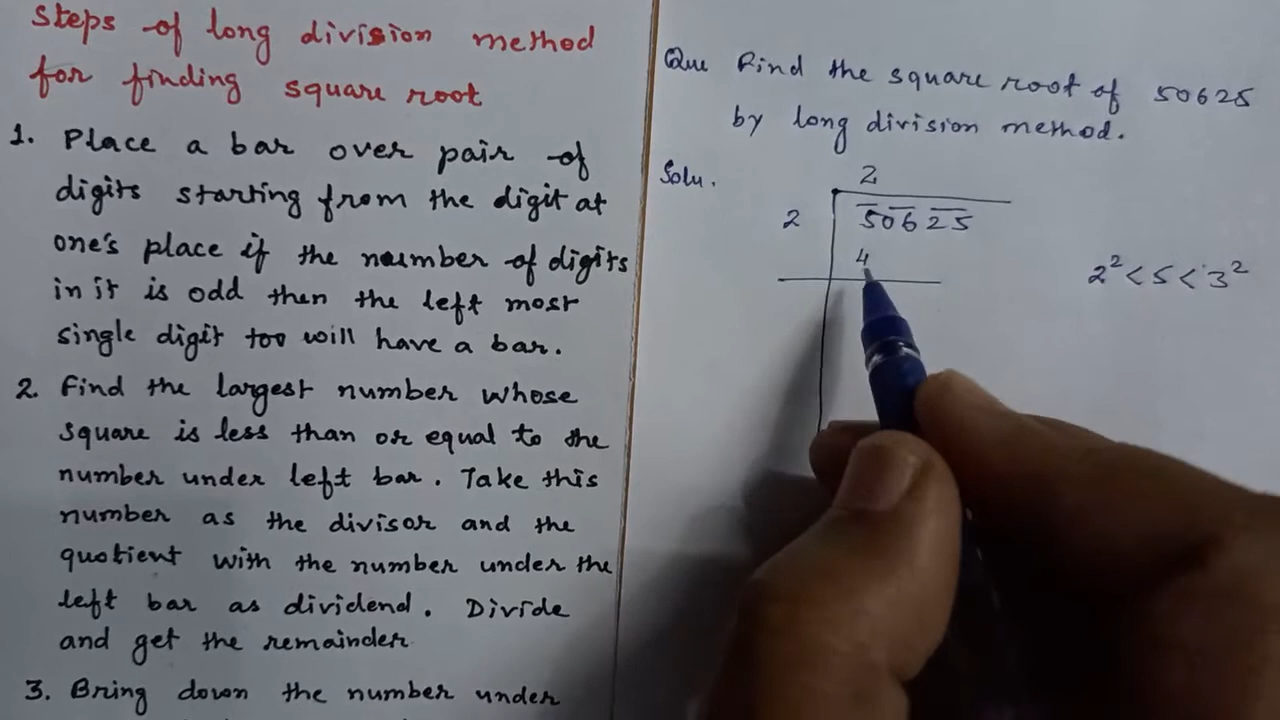 Steps of long division method
for finding square root
1. Place a bar over pair of
digits starting from the digit at
one's place if the number of digits
in it is odd then the left most
single digit too will have a bar.
2. Find the largest number whose
square is less than or equal to the
number under left bar. Take this
number as the divisor and the
quotient with the number under the
left bar as dividend. Divide
and get the remainder
3. Bring down the number under
Que Find the square root of 50625
by long division method.
Solu.
2
2 50625
4
2² < 5 < 3²